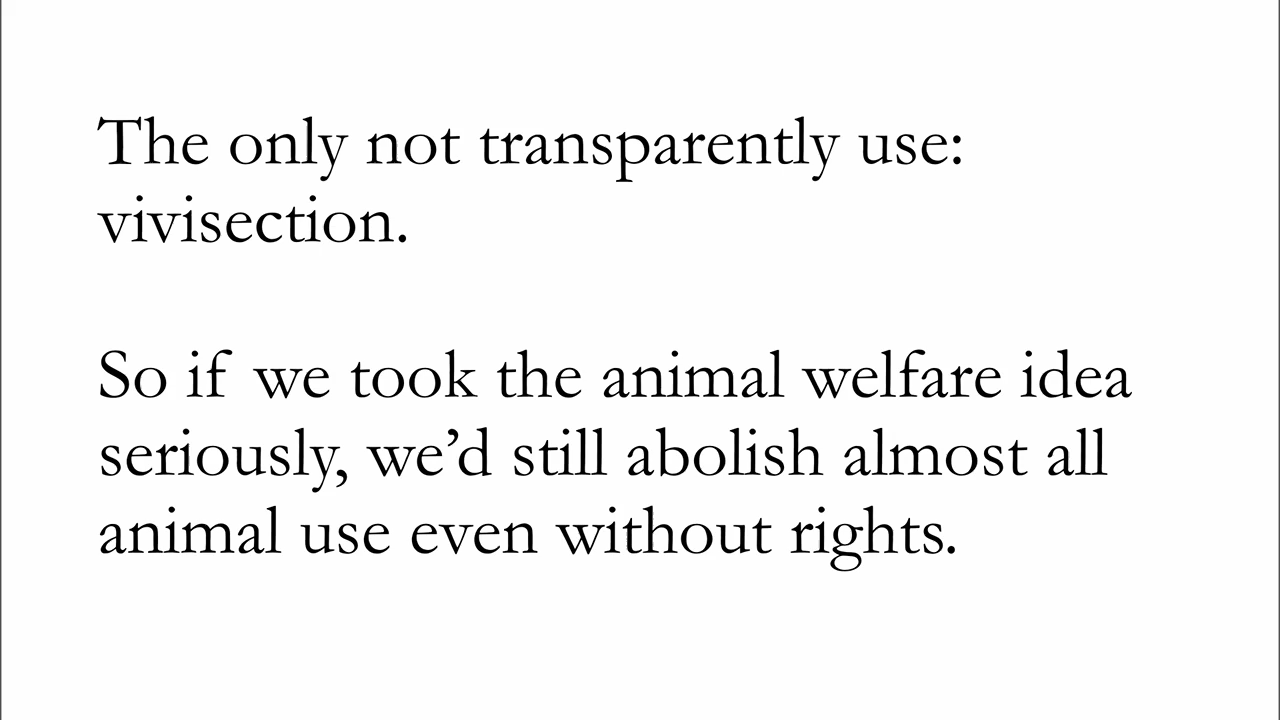 The only not transparently use:
vivisection.
So if we took the animal welfare idea
seriously, we’d still abolish almost all
animal use even without rights.